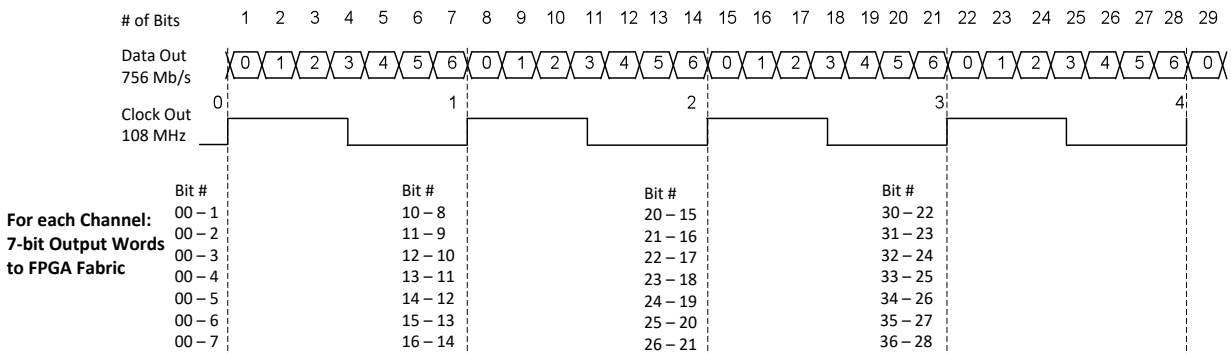 # of Bits 1 2 3 4 5 6 7 8 9 10 11 12 13 14 15 16 17 18 19 20 21 22 23 24 25 26 27 28 29
Data Out 0 1 2 3 4 5 6 0 1 2 3 4 5 6 0 1 2 3 4 5 6 0 1 2 3 4 5 6 0
756 Mb/s
0 1 2 3 4
Clock Out
108 MHz
Bit # Bit # Bit # Bit #
For each Channel: 00 – 1 10 – 8 20 – 15 30 – 22
7-bit Output Words 00 – 2 11 – 9 21 – 16 31 – 23
to FPGA Fabric 00 – 3 12 – 10 22 – 17 32 – 24
00 – 4 13 – 11 23 – 18 33 – 25
00 – 5 14 – 12 24 – 19 34 – 26
00 – 6 15 – 13 25 – 20 35 – 27
00 – 7 16 – 14 26 – 21 36 – 28